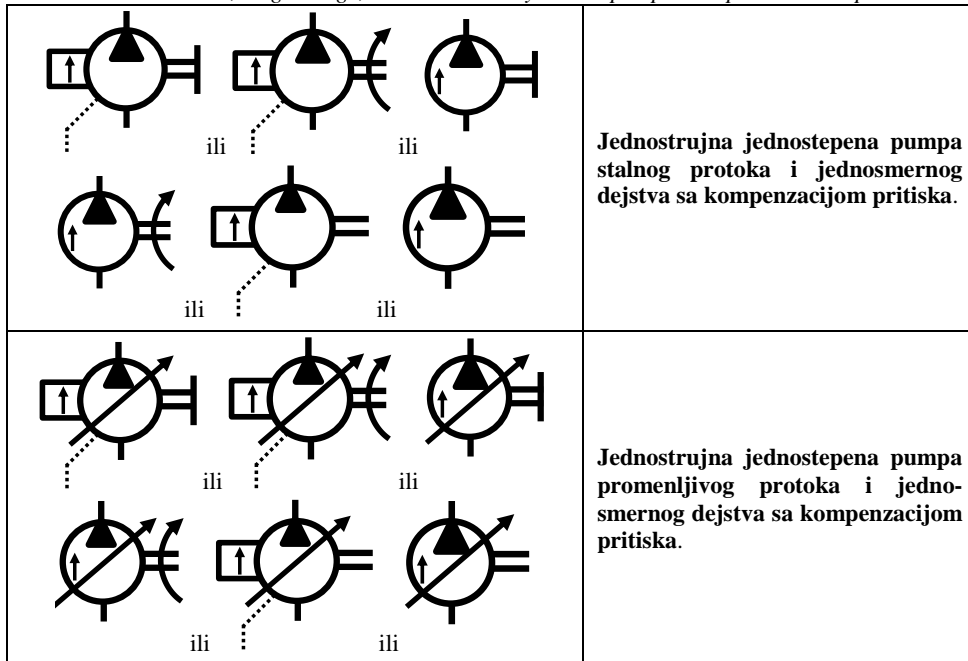 ili ili
Jednostrujna jednostepena pumpa
stalnog protoka i jednosmernog
dejstva sa kompenzacijom pritiska.
ili ili
ili ili
Jednostrujna jednostepena pumpa
promenljivog protoka i jedno-
smernog dejstva sa kompenzacijom
pritiska.
ili ili